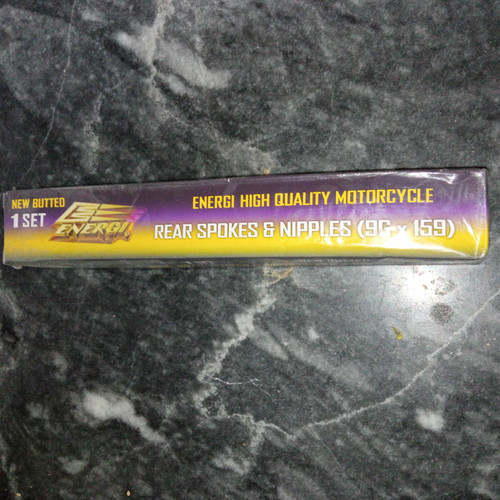 NEW BUTTED
1 SET
ENERGI
ENERGI HIGH QUALITY MOTORCYCLE
REAR SPOKES & NIPPLES (9G x 159)